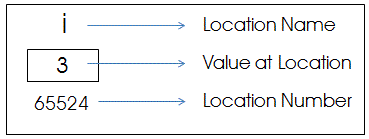 i Location Name
3 Value at Location
65524 Location Number